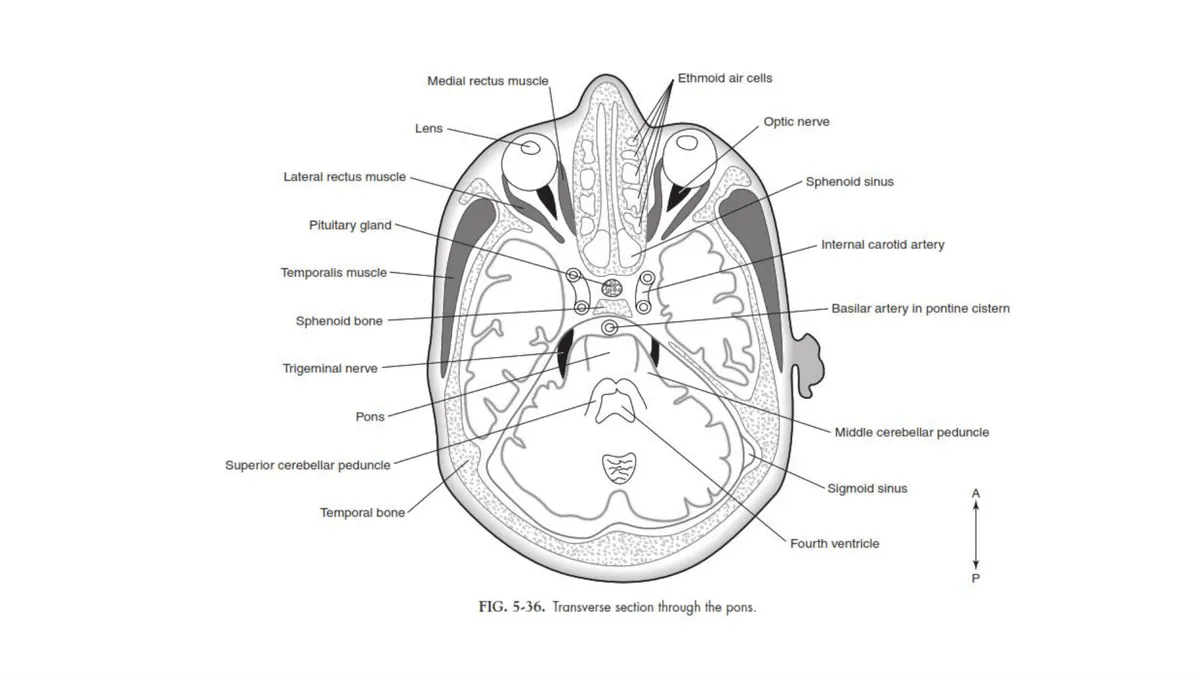 Medial rectus muscle
Ethmoid air cells
Lens
Optic nerve
Lateral rectus muscle
Sphenoid sinus
Pituitary gland
Internal carotid artery
Temporalis muscle
Sphenoid bone
Basilar artery in pontine cistern
Trigeminal nerve
Pons
Middle cerebellar peduncle
Superior cerebellar peduncle
Sigmoid sinus
Temporal bone
Fourth ventricle
A
P
FIG. 5-36. Transverse section through the pons.